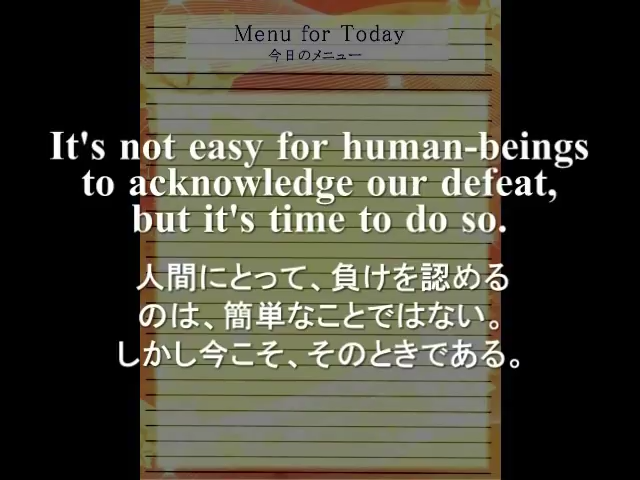 Menu for Today
今日のメニュー
It's not easy for human-beings
to acknowledge our defeat,
but it's time to do so.
人間にとって、負けを認める
のは、簡単なことではない。
しかし今こそ、そのときである。